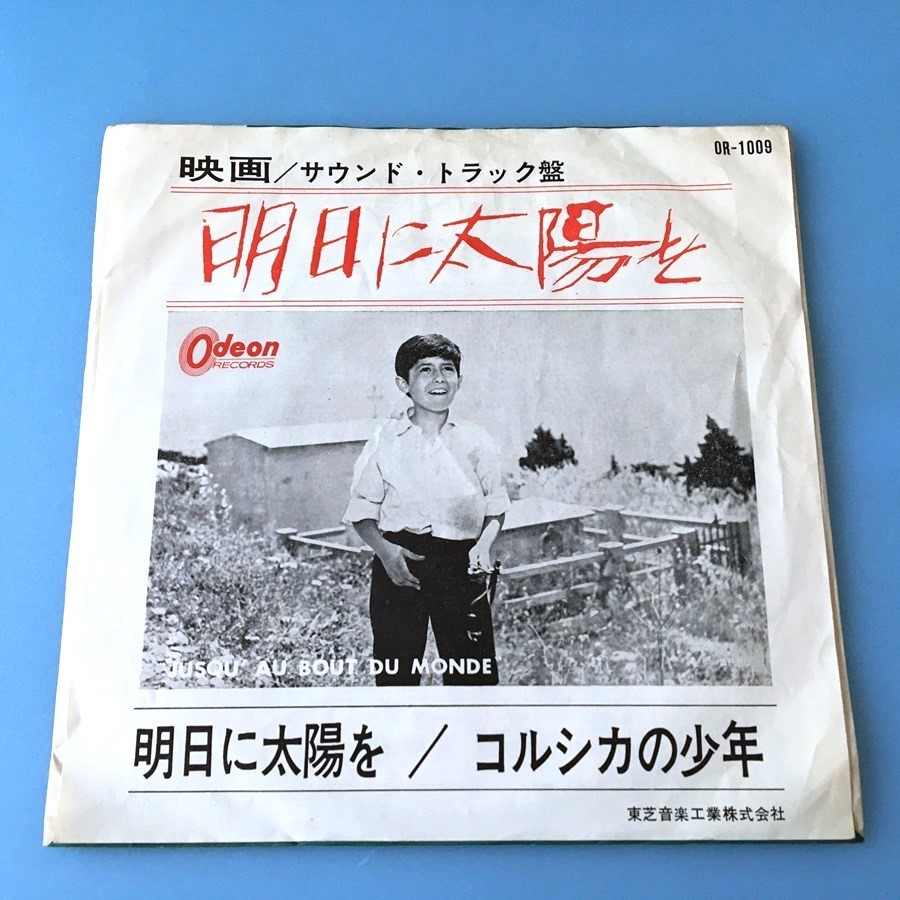 OR-1009
映画/サウンド・トラック盤
明日に太陽を
Odeon
RECORDS
JUSQU' AU BOUT DU MONDE
明日に太陽を / コルシカの少年
東芝音楽工業株式会社